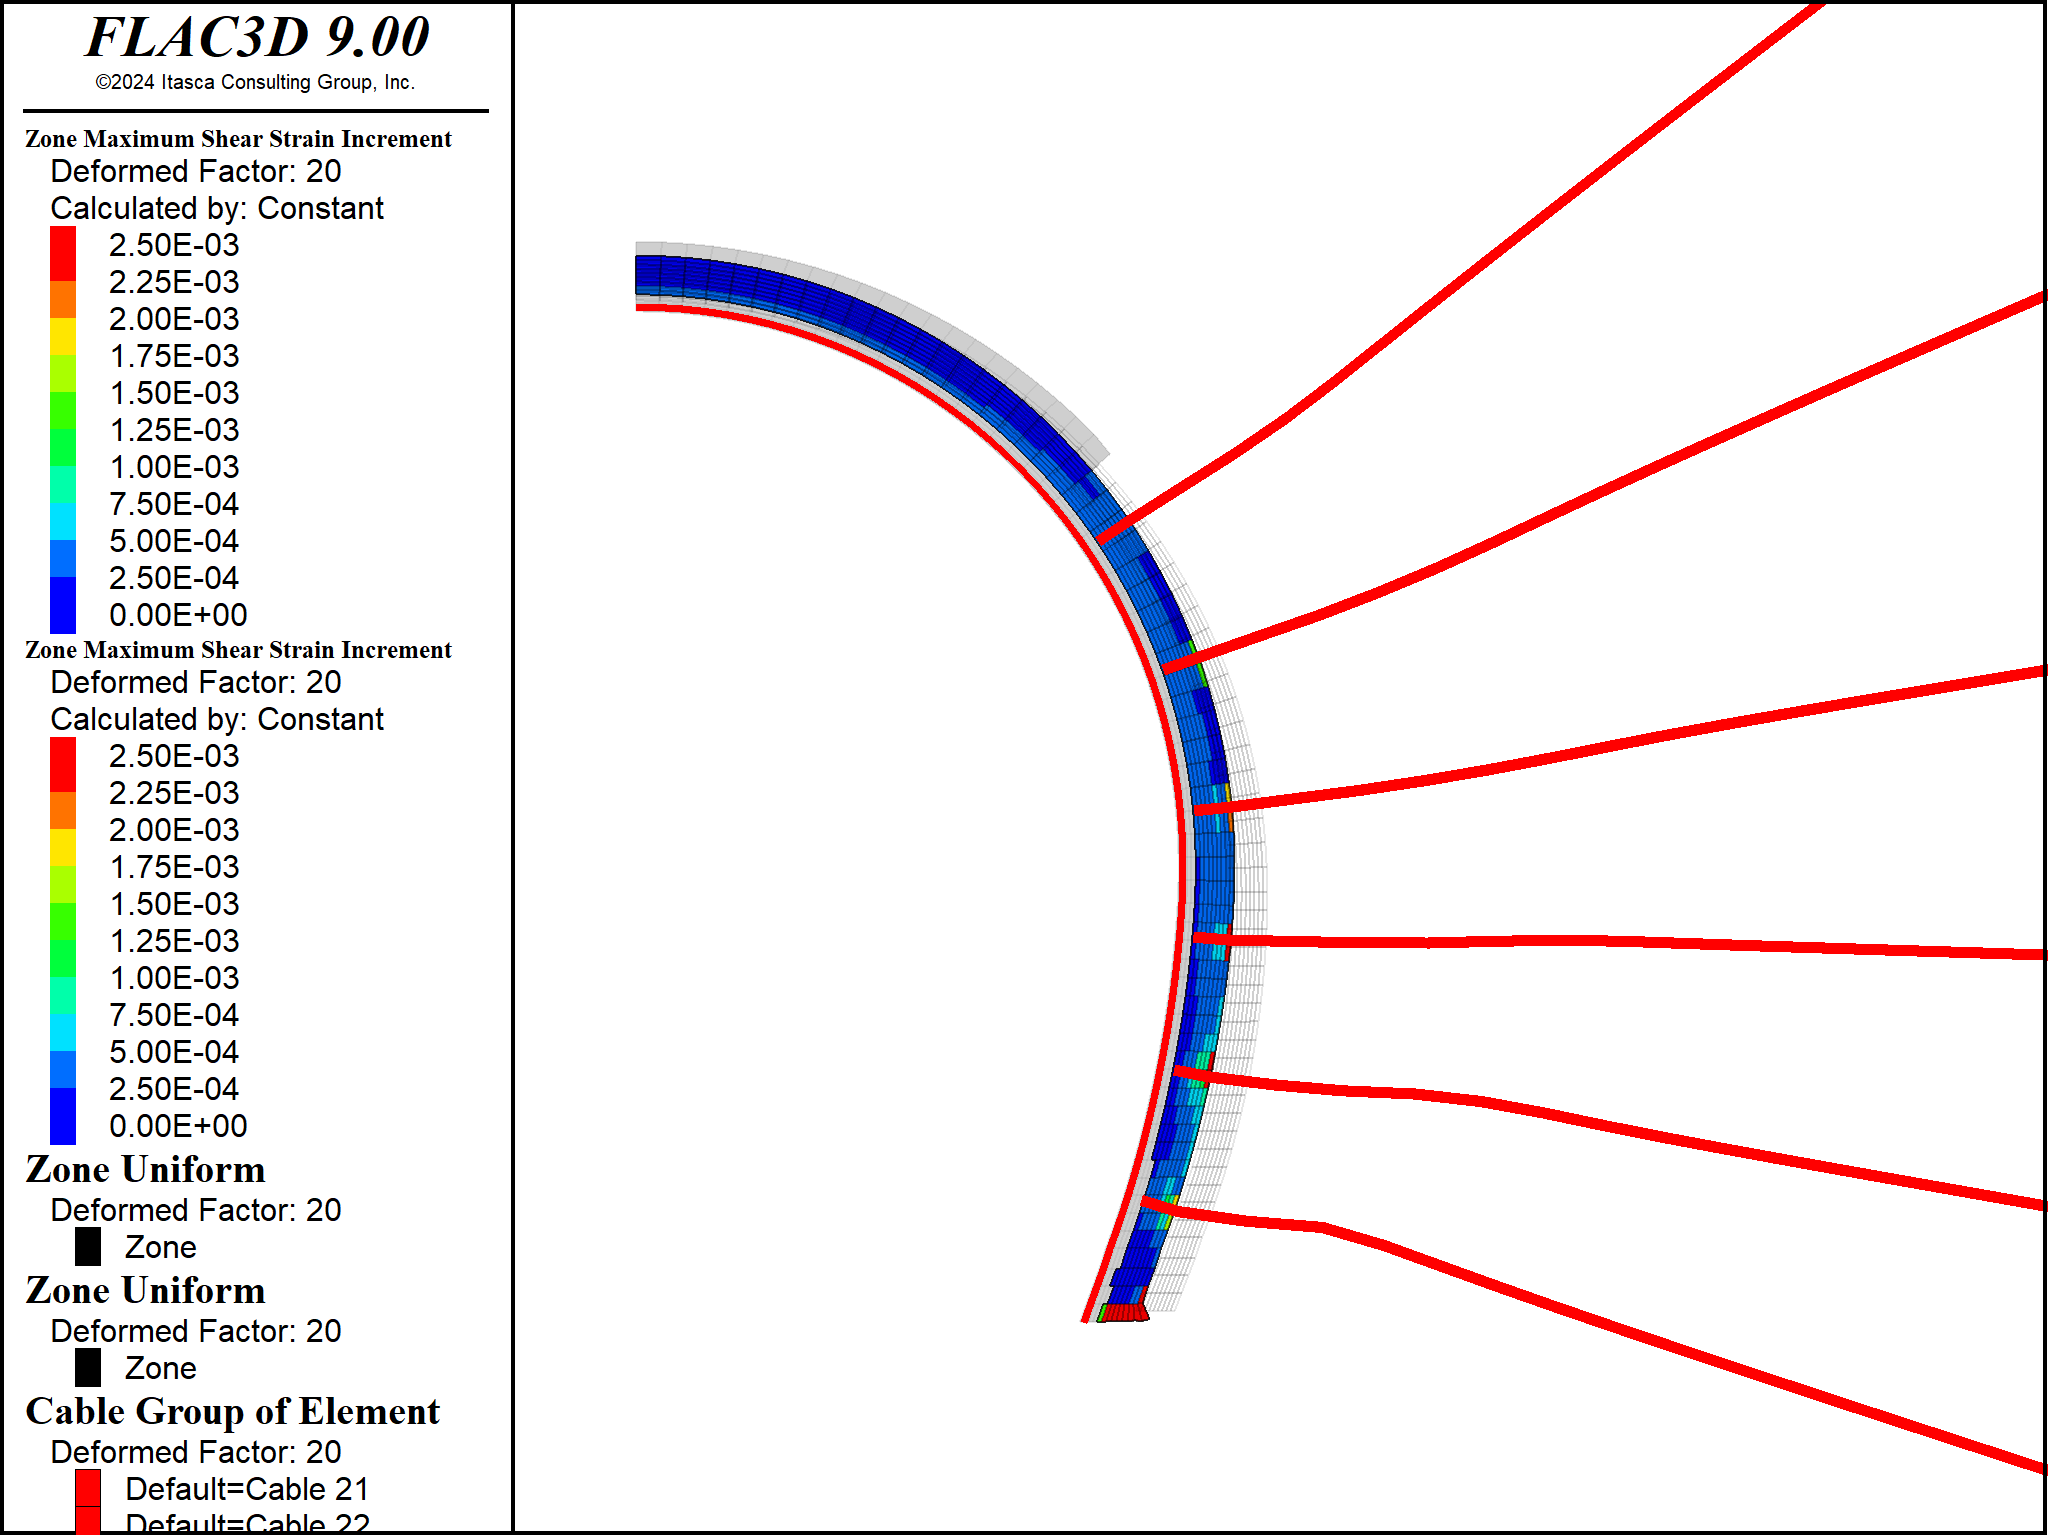 FLAC3D 9.00
©2024 Itasca Consulting Group, Inc.
Zone Maximum Shear Strain Increment
Deformed Factor: 20
Calculated by: Constant
2.50E-03
2.25E-03
2.00E-03
1.75E-03
1.50E-03
1.25E-03
1.00E-03
7.50E-04
5.00E-04
2.50E-04
0.00E+00
Zone Maximum Shear Strain Increment
Deformed Factor: 20
Calculated by: Constant
2.50E-03
2.25E-03
2.00E-03
1.75E-03
1.50E-03
1.25E-03
1.00E-03
7.50E-04
5.00E-04
2.50E-04
0.00E+00
Zone Uniform
Deformed Factor: 20
Zone
Zone Uniform
Deformed Factor: 20
Zone
Cable Group of Element
Deformed Factor: 20
Default=Cable 21
Default=Cable 22